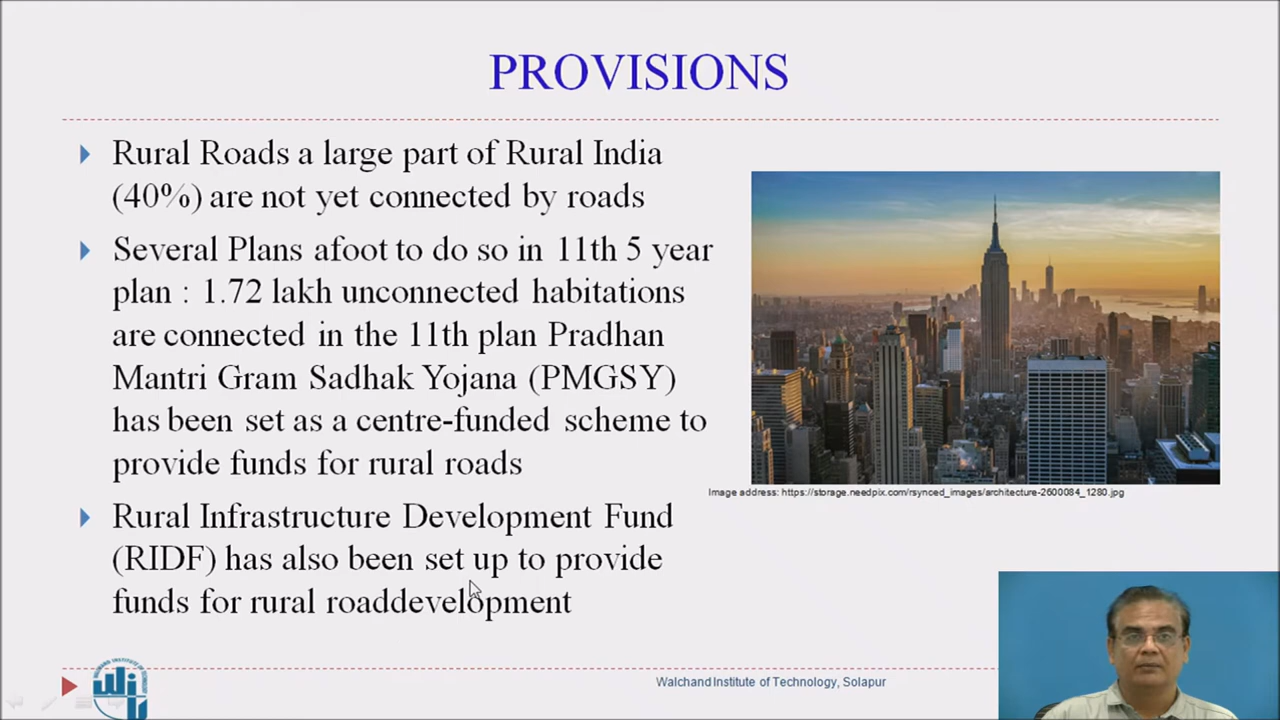 PROVISIONS
Rural Roads a large part of Rural India
(40%) are not yet connected by roads
Several Plans afoot to do so in 11th 5 year
plan : 1.72 lakh unconnected habitations
are connected in the 11th plan Pradhan
Mantri Gram Sadhak Yojana (PMGSY)
has been set as a centre-funded scheme to
provide funds for rural roads
Rural Infrastructure Development Fund
(RIDF) has also been set up to provide
funds for rural roaddevelopment
Image address: https://storage.needpix.com/rsynced_images/architecture-2600084_1280.jpg
Walchand Institute of Technology, Solapur